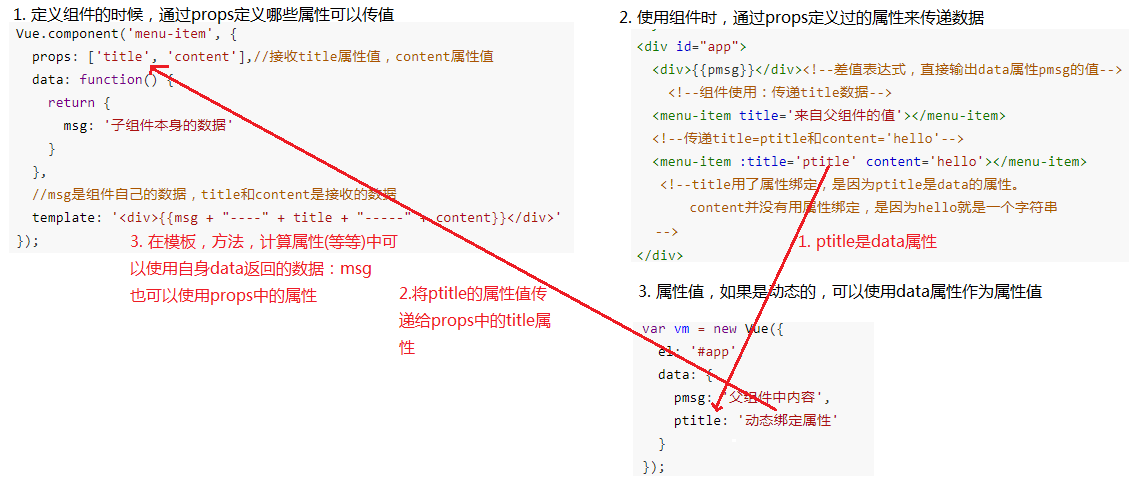 1. 定义组件的时候，通过props定义哪些属性可以传值
Vue.component('menu-item', {
props: ['title', 'content'],//接收title属性值，content属性值
data: function() {
return {
msg: '子组件本身的数据'
}
},
//msg是组件自己的数据，title和content是接收的数据
template: '<div>{{msg + "----" + title + "-----" + content}}</div>'
});
3. 在模板，方法，计算属性(等等)中可
以使用自身data返回的数据：msg
也可以使用props中的属性
2.将ptitle的属性值传
递给props中的title属
性
2. 使用组件时，通过props定义过的属性来传递数据
<div id="app">
<div>{{pmsg}}</div><!--差值表达式，直接输出data属性pmsg的值-->
<!--组件使用：传递title数据-->
<menu-item title='来自父组件的值'></menu-item>
<!--传递title=ptitle和content='hello'-->
<menu-item :title='ptitle' content='hello'></menu-item>
<!--title用了属性绑定，是因为ptitle是data的属性。
content并没有用属性绑定，是因为hello就是一个字符串
-->
</div>
1. ptitle是data属性
3. 属性值，如果是动态的，可以使用data属性作为属性值
var vm = new Vue({
el: '#app'
data: {
pmsg: '父组件中内容',
ptitle: '动态绑定属性'
}
});